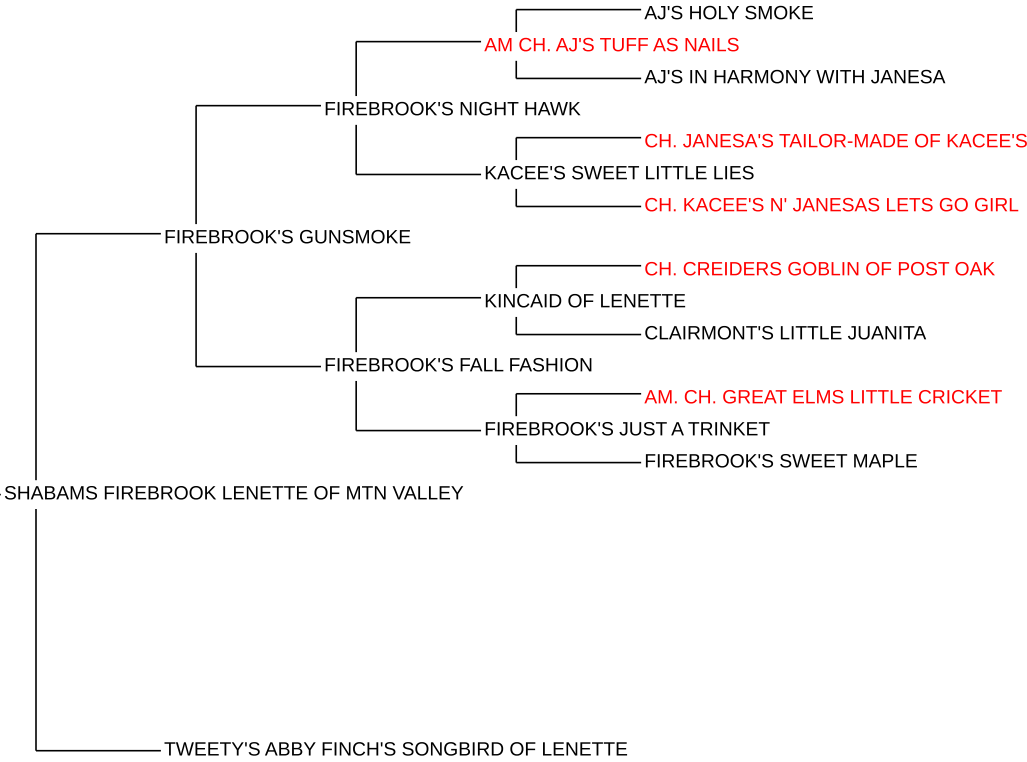 AJ'S HOLY SMOKE
AM CH. AJ'S TUFF AS NAILS
AJ'S IN HARMONY WITH JANESA
FIREBROOK'S NIGHT HAWK
CH. JANESA'S TAILOR-MADE OF KACEE'S
KACEE'S SWEET LITTLE LIES
CH. KACEE'S N' JANESAS LETS GO GIRL
FIREBROOK'S GUNSMOKE
CH. CREIDERS GOBLIN OF POST OAK
KINCAID OF LENETTE
CLAIRMONT'S LITTLE JUANITA
FIREBROOK'S FALL FASHION
AM. CH. GREAT ELMS LITTLE CRICKET
FIREBROOK'S JUST A TRINKET
FIREBROOK'S SWEET MAPLE
SHABAMS FIREBROOK LENETTE OF MTN VALLEY
TWEETY'S ABBY FINCH'S SONGBIRD OF LENETTE